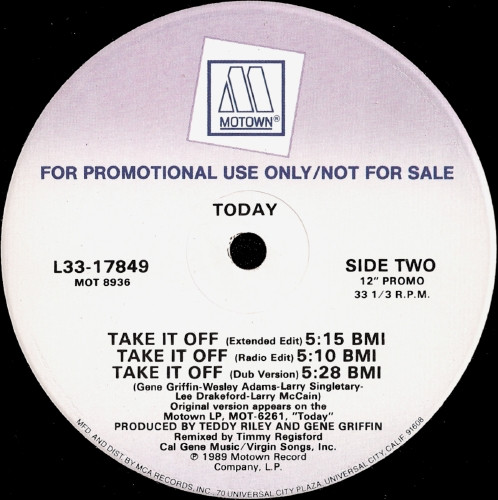 MOTOWN®
FOR PROMOTIONAL USE ONLY/NOT FOR SALE
TODAY
L33-17849
MOT 8936
SIDE TWO
12" PROMO
33 1/3 R.P.M.
TAKE IT OFF (Extended Edit) 5:15 BMI
TAKE IT OFF (Radio Edit) 5:10 BMI
TAKE IT OFF (Dub Version) 5:28 BMI
(Gene Griffin-Wesley Adams-Larry Singletary-
Lee Drakeford-Larry McCain)
Original version appears on the
Motown LP, MOT-6261, "Today"
PRODUCED BY TEDDY RILEY AND GENE GRIFFIN
Remixed by Timmy Regisford
Cal Gene Music/Virgin Songs, Inc.
℗ 1989 Motown Record
Company, L.P.
MFD. AND DIST. BY MCA RECORDS, INC., 70 UNIVERSAL CITY PLAZA, UNIVERSAL CITY, CALIF. 91608